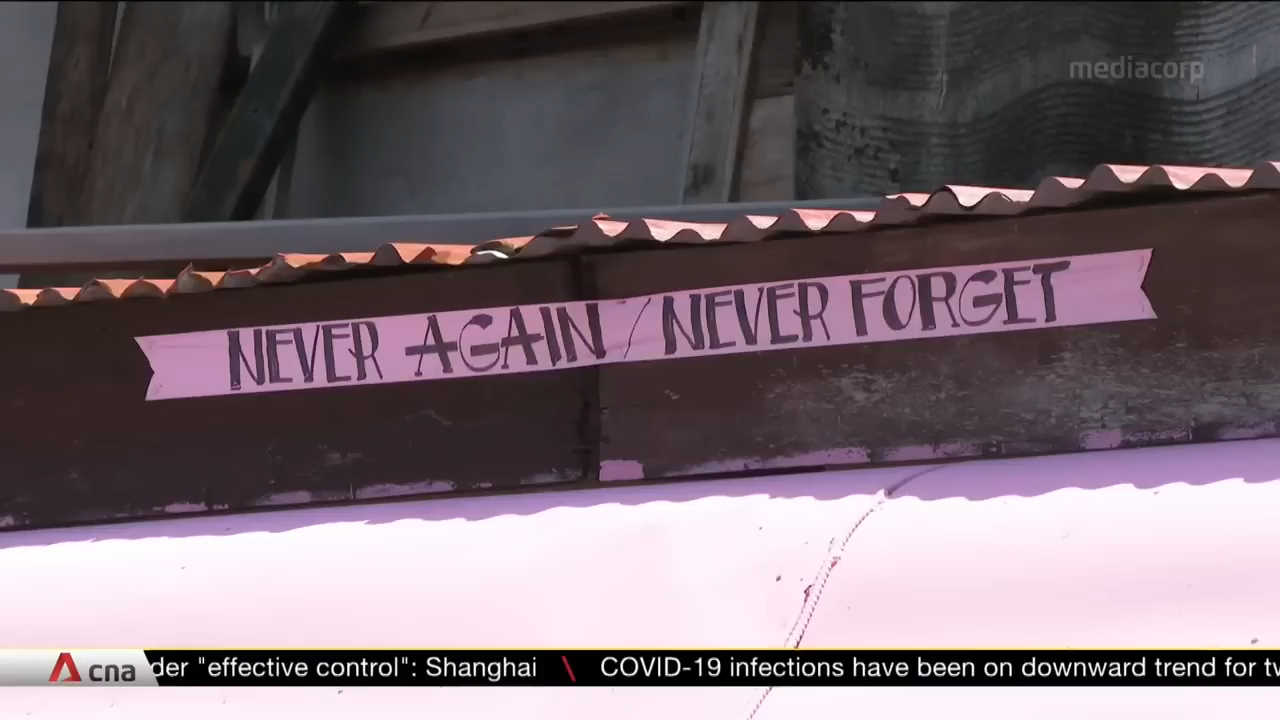 mediacorp
NEVER AGAIN / NEVER FORGET
cna der "effective control": Shanghai \ COVID-19 infections have been on downward trend for